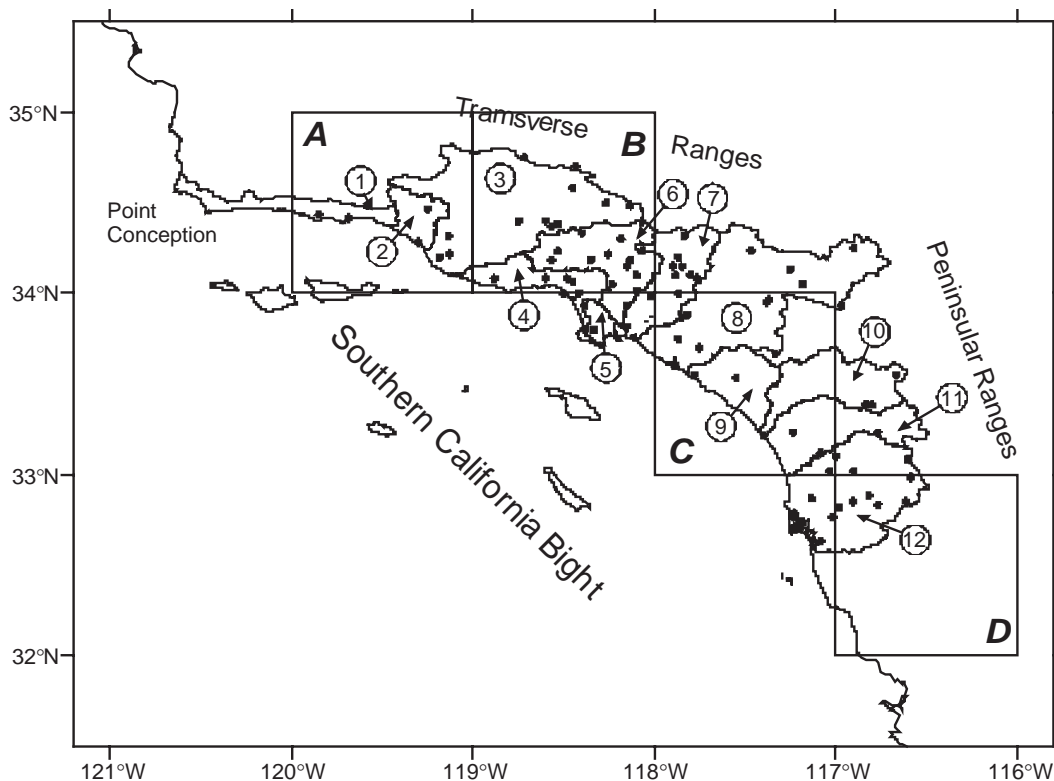 35°N
34°N
33°N
32°N
121°W
120°W
119°W
118°W
117°W
116°W
Tramsverse
Ranges
Peninsular Ranges
Point
Conception
Southern California Bight
A
B
C
D
1
2
3
4
5
6
7
8
9
10
11
12